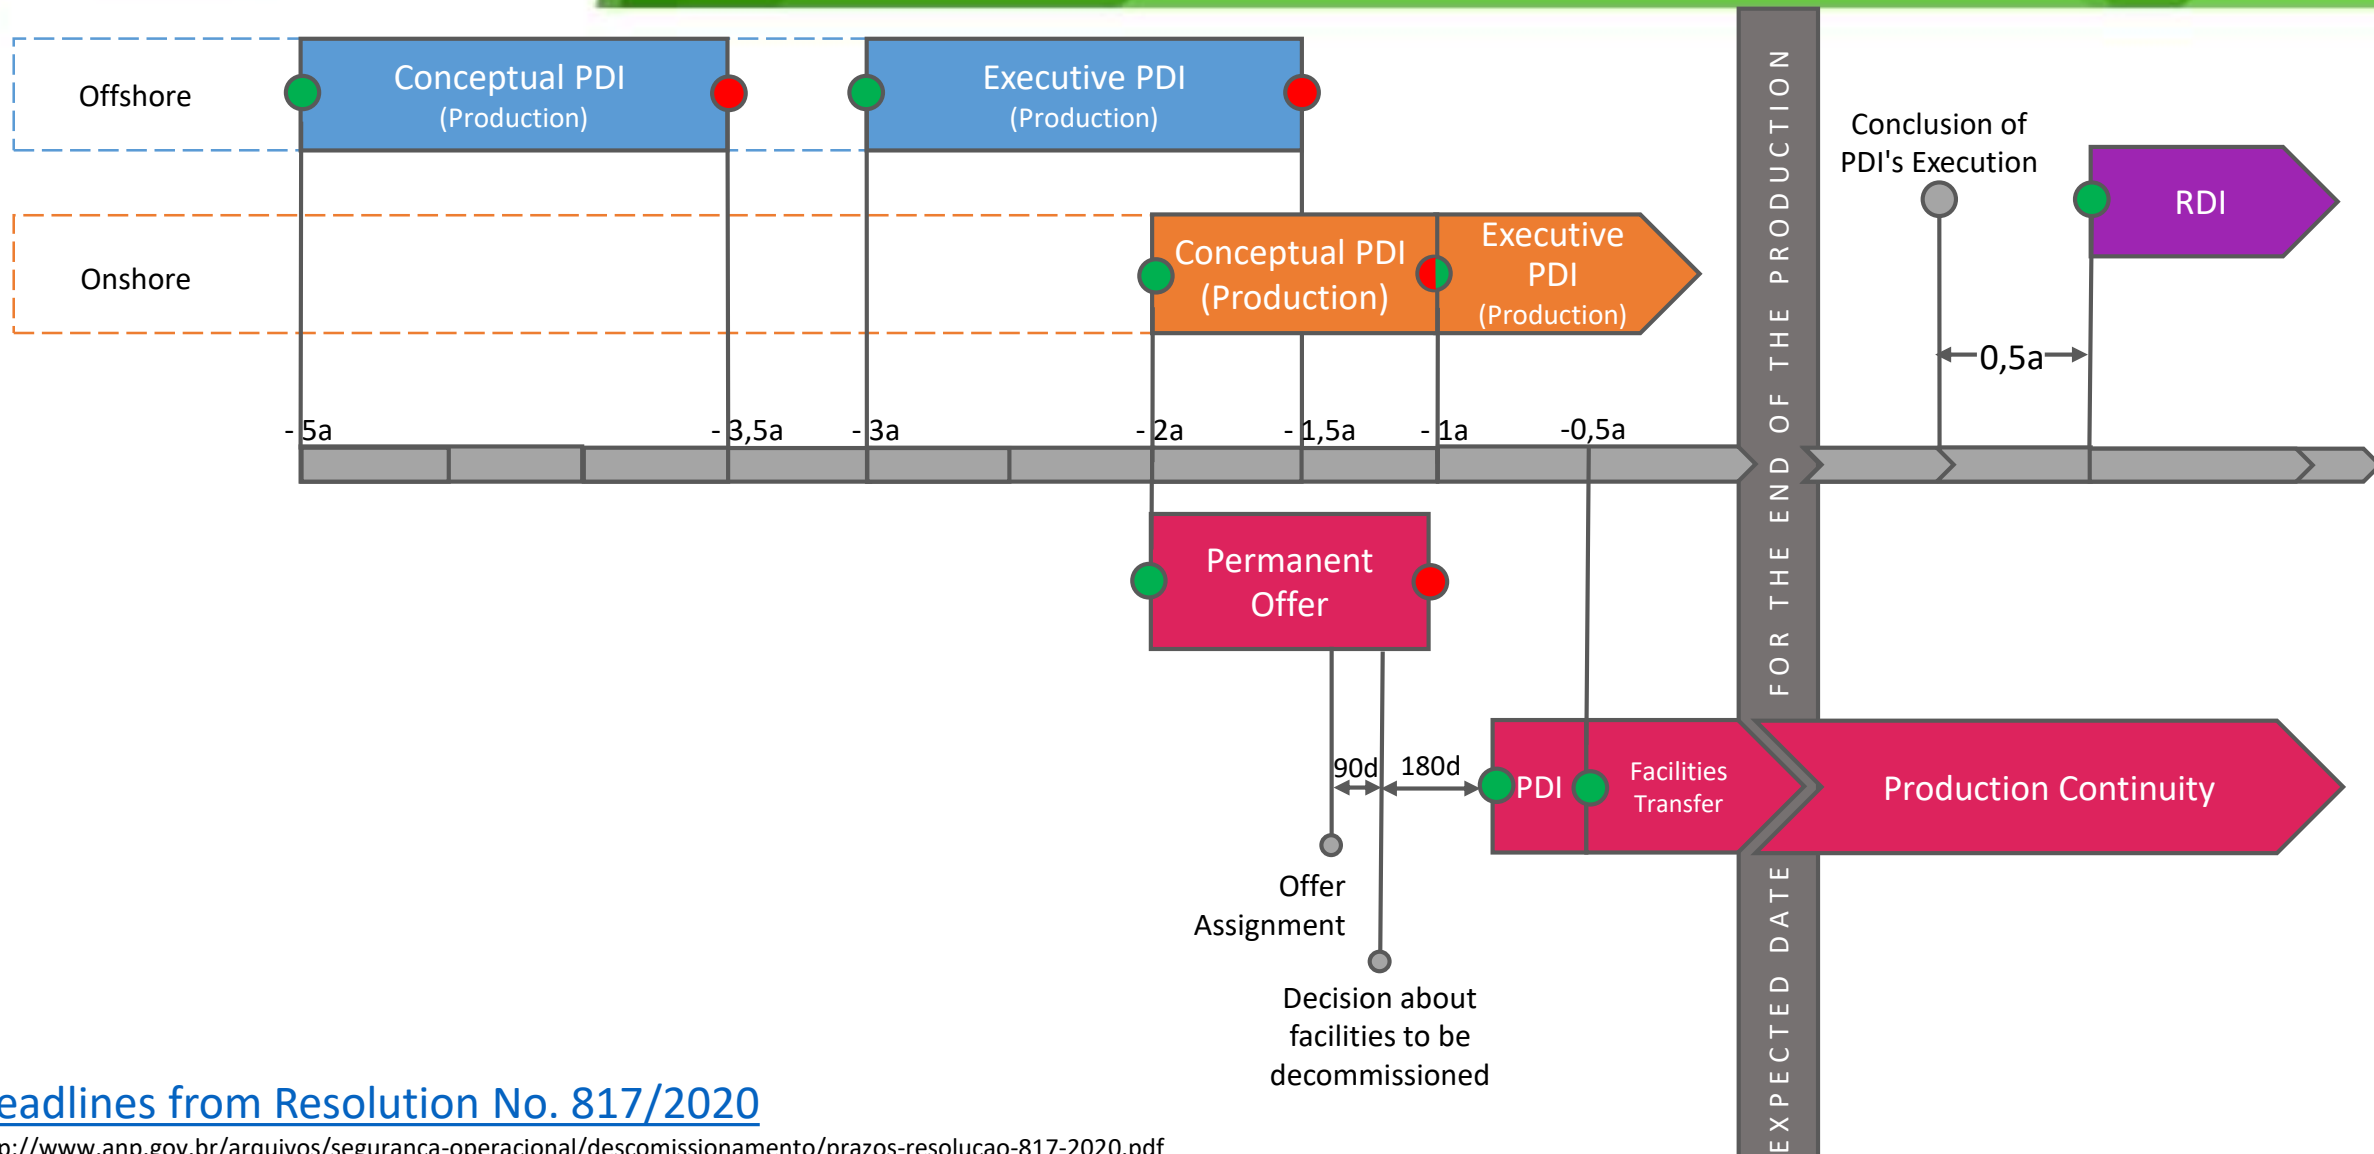 Offshore
Conceptual PDI
(Production)
Executive PDI
(Production)
Onshore
Conceptual PDI
(Production)
Executive
PDI
(Production)
Conclusion of
PDI's Execution
RDI
0,5a
- 5a
- 3,5a
- 3a
- 2a
- 1,5a
- 1a
-0,5a
EXPECTED DATE FOR THE END OF THE PRODUCTION
Permanent
Offer
90d
180d
PDI
Facilities
Transfer
Production Continuity
Offer
Assignment
Decision about
facilities to be
decommissioned
eadlines from Resolution No. 817/2020
p://www.anp.gov.br/arquivos/seguranca-operacional/descomissionamento/prazos-resolucao-817-2020.pdf